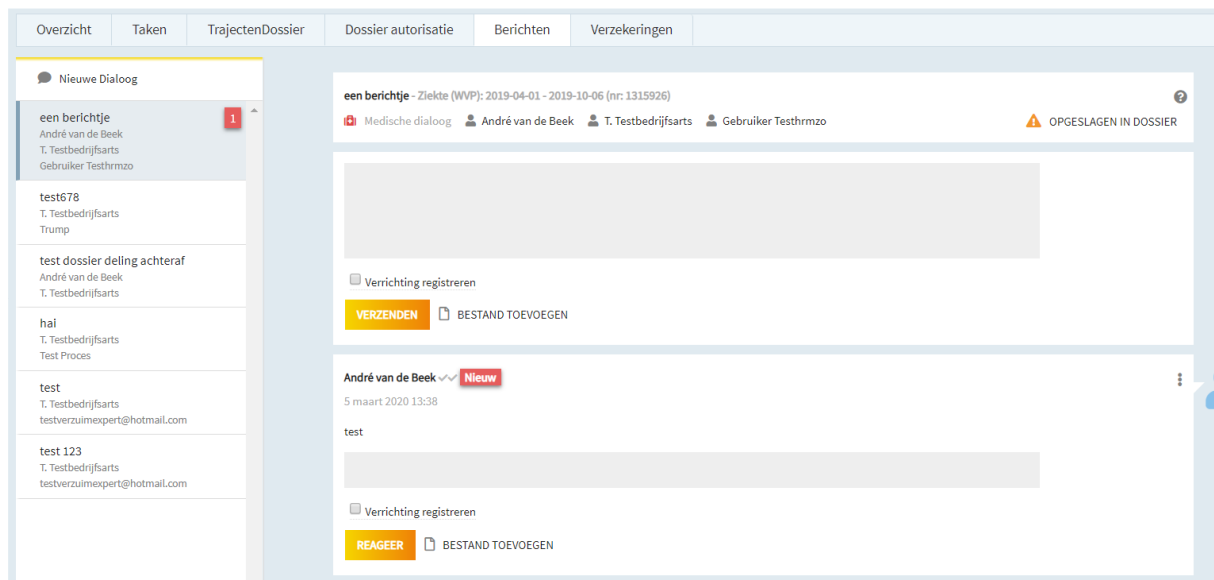 Overzicht Taken TrajectenDossier Dossier autorisatie Berichten Verzekeringen
Nieuwe Dialoog
een berichtje 1
André van de Beek
T. Testbedrijfsarts
Gebruiker Testhrmzo
test678
T. Testbedrijfsarts
Trump
test dossier deling achteraf
André van de Beek
T. Testbedrijfsarts
hai
T. Testbedrijfsarts
Test Proces
test
T. Testbedrijfsarts
testverzuimexpert@hotmail.com
test 123
T. Testbedrijfsarts
testverzuimexpert@hotmail.com
een berichtje - Ziekte (WVP): 2019-04-01 - 2019-10-06 (nr: 1315926)
Medische dialoog André van de Beek T. Testbedrijfsarts Gebruiker Testhrmzo OPGESLAGEN IN DOSSIER
Verrichting registreren
VERZENDEN BESTAND TOEVOEGEN
André van de Beek Nieuw
5 maart 2020 13:38
test
Verrichting registreren
REAGEER BESTAND TOEVOEGEN